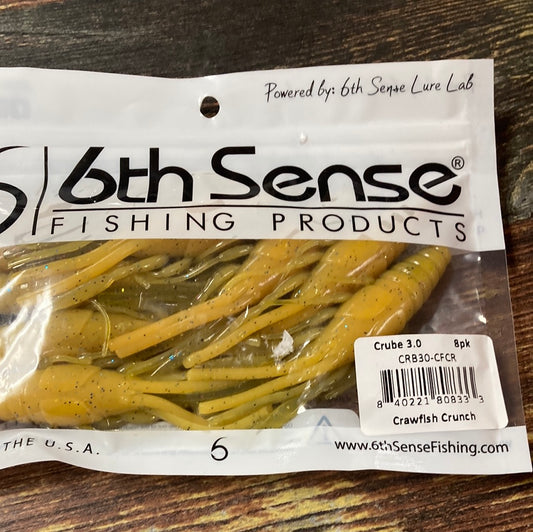 Powered by: 6th Sense Lure Lab
6th Sense®
FISHING PRODUCTS
Crube 3.0 8pk
CRB30-CFCR
8 40221 80833 3
Crawfish Crunch
THE U.S.A.
6
www.6thSenseFishing.com